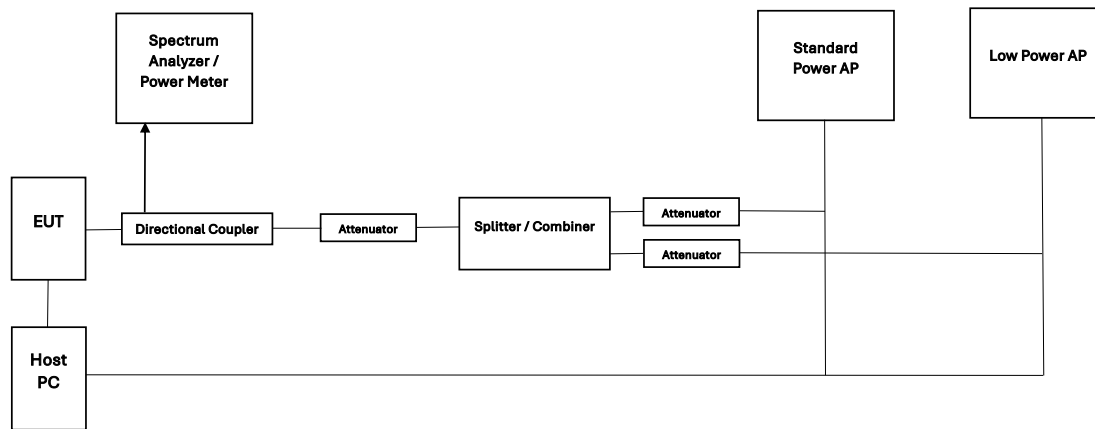 Spectrum
Analyzer /
Power Meter
Standard
Power AP
Low Power AP
EUT
Directional Coupler
Attenuator
Splitter / Combiner
Attenuator
Attenuator
Host
PC